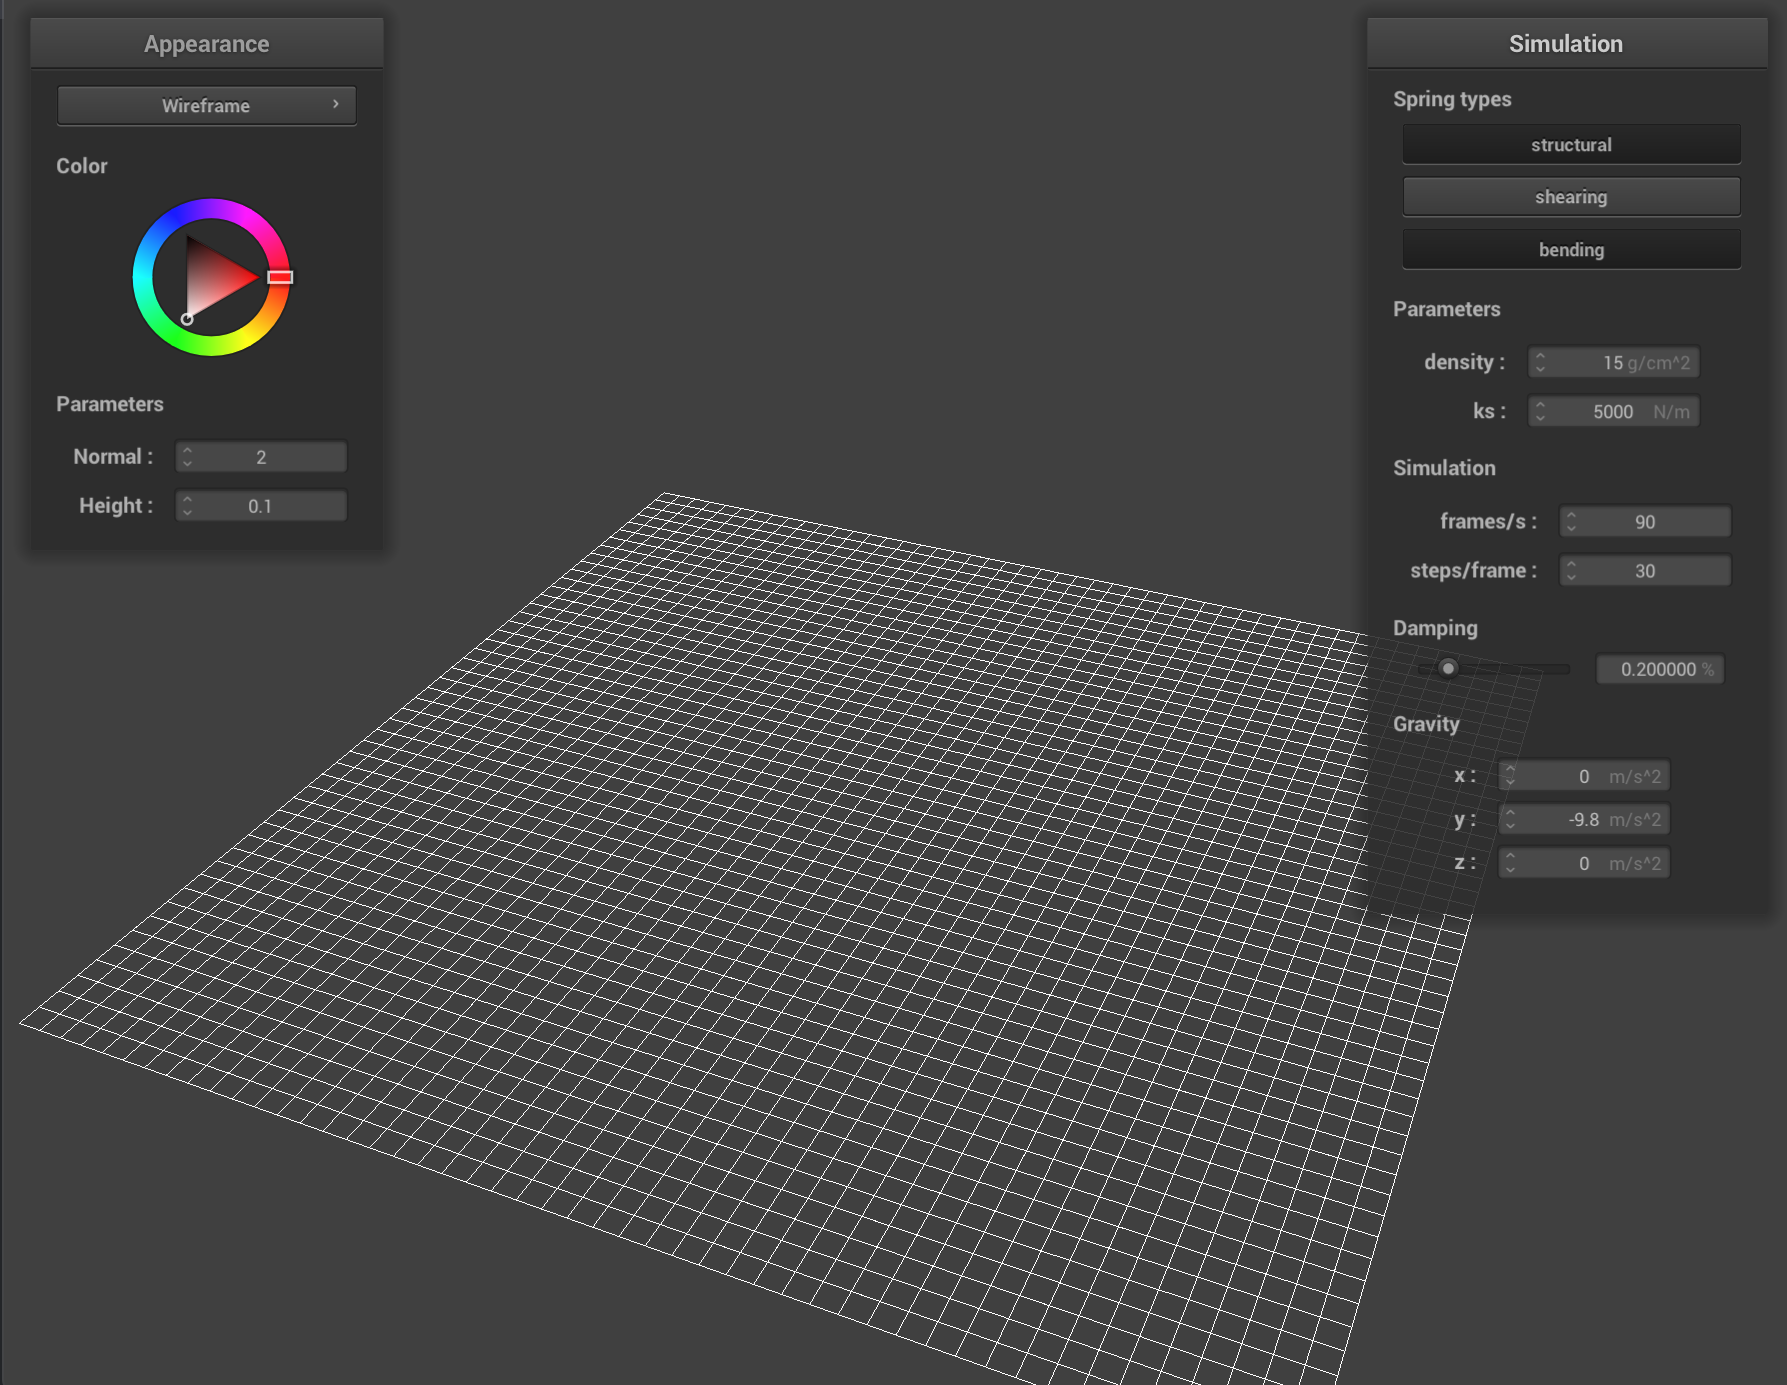 Appearance
Wireframe
Color
Parameters
Normal : 2
Height : 0.1
Simulation
Spring types
structural
shearing
bending
Parameters
density : 15 g/cm^2
ks : 5000 N/m
Simulation
frames/s : 90
steps/frame : 30
Damping
0.200000 %
Gravity
x : 0 m/s^2
y : -9.8 m/s^2
z : 0 m/s^2